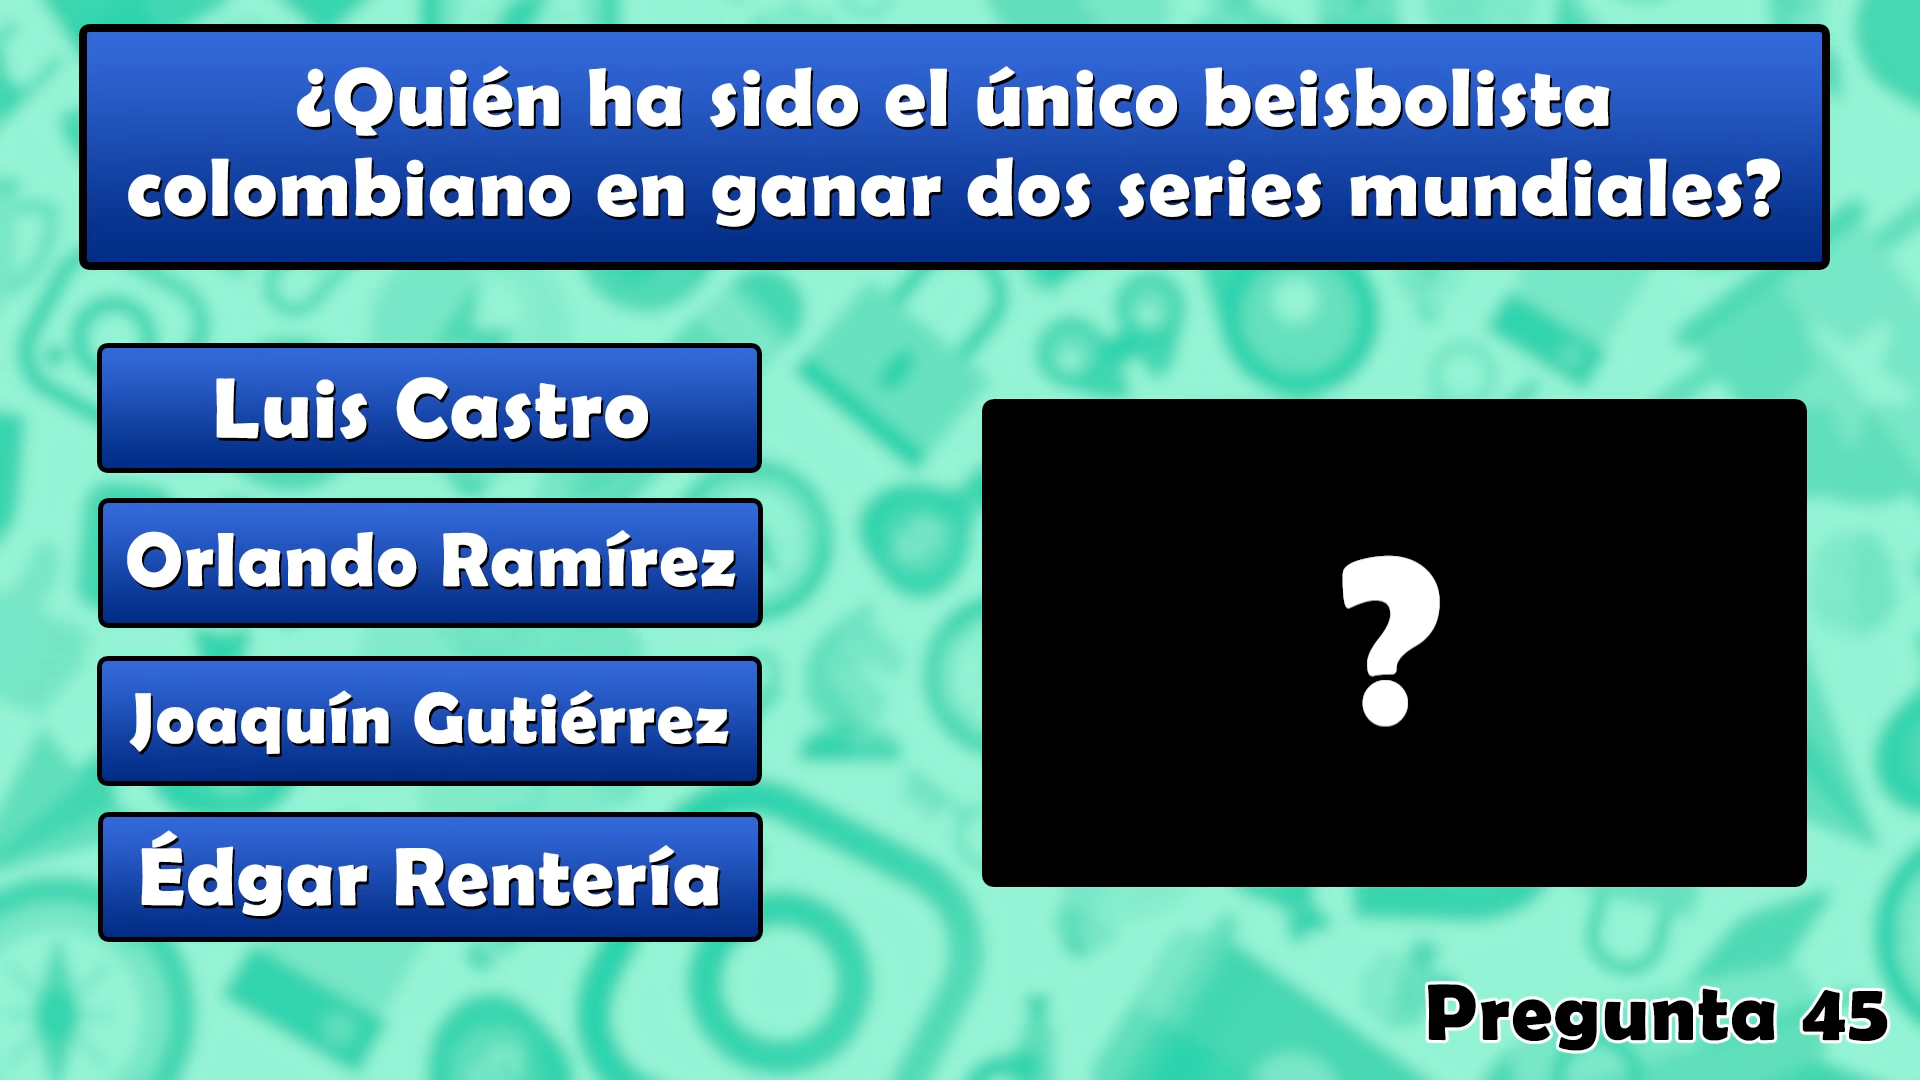 ¿Quién ha sido el único beisbolista
colombiano en ganar dos series mundiales?
Luis Castro
Orlando Ramírez
Joaquín Gutiérrez
Édgar Rentería
?
Pregunta 45